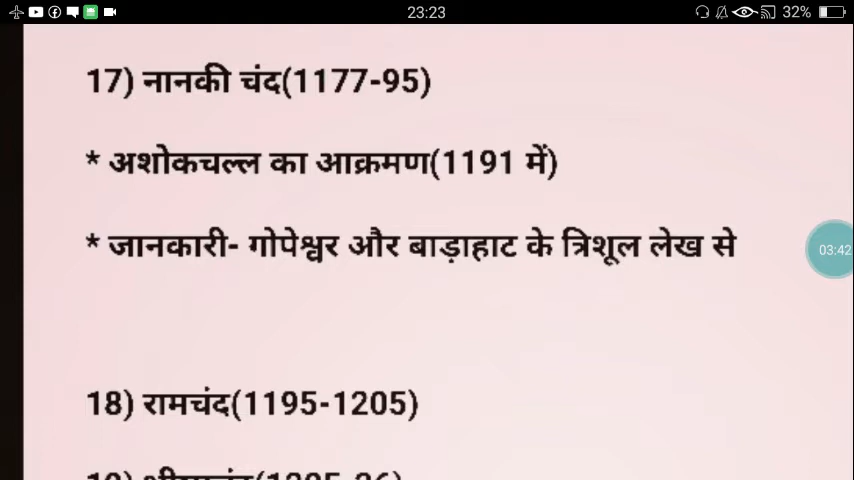 23:23
32%
17) नानकी चंद(1177-95)
* अशोकचल्ल का आक्रमण(1191 में)
* जानकारी- गोपेश्वर और बाड़ाहाट के त्रिशूल लेख से
03:42
18) रामचंद(1195-1205)